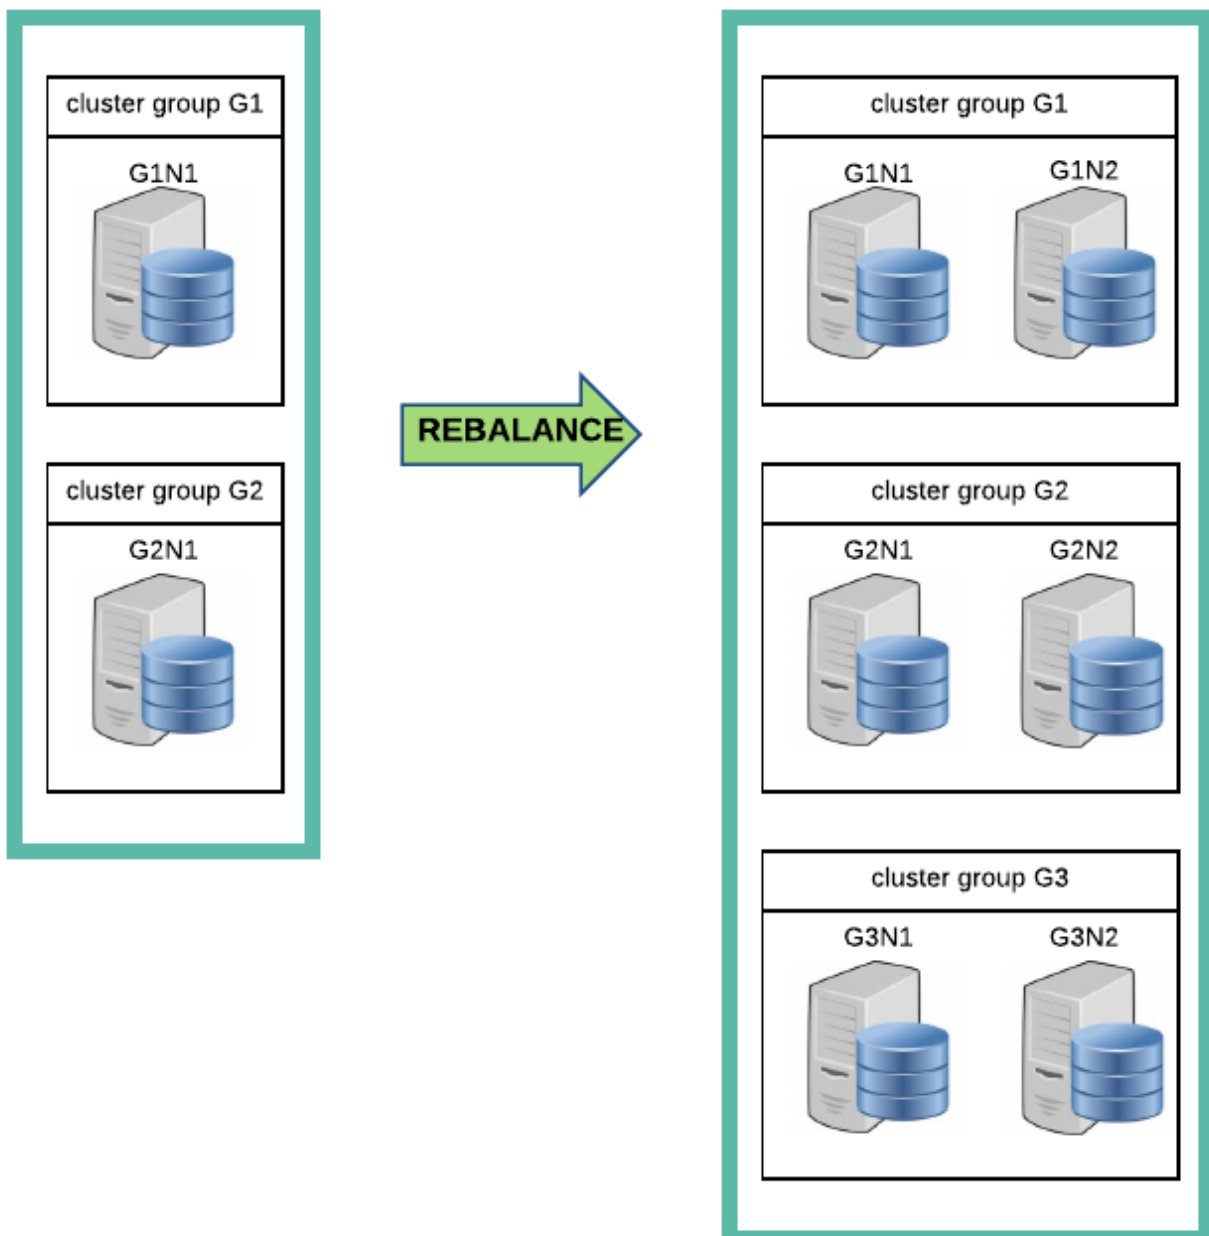 cluster group G1
G1N1
cluster group G2
G2N1
REBALANCE
cluster group G1
G1N1 G1N2
cluster group G2
G2N1 G2N2
cluster group G3
G3N1 G3N2